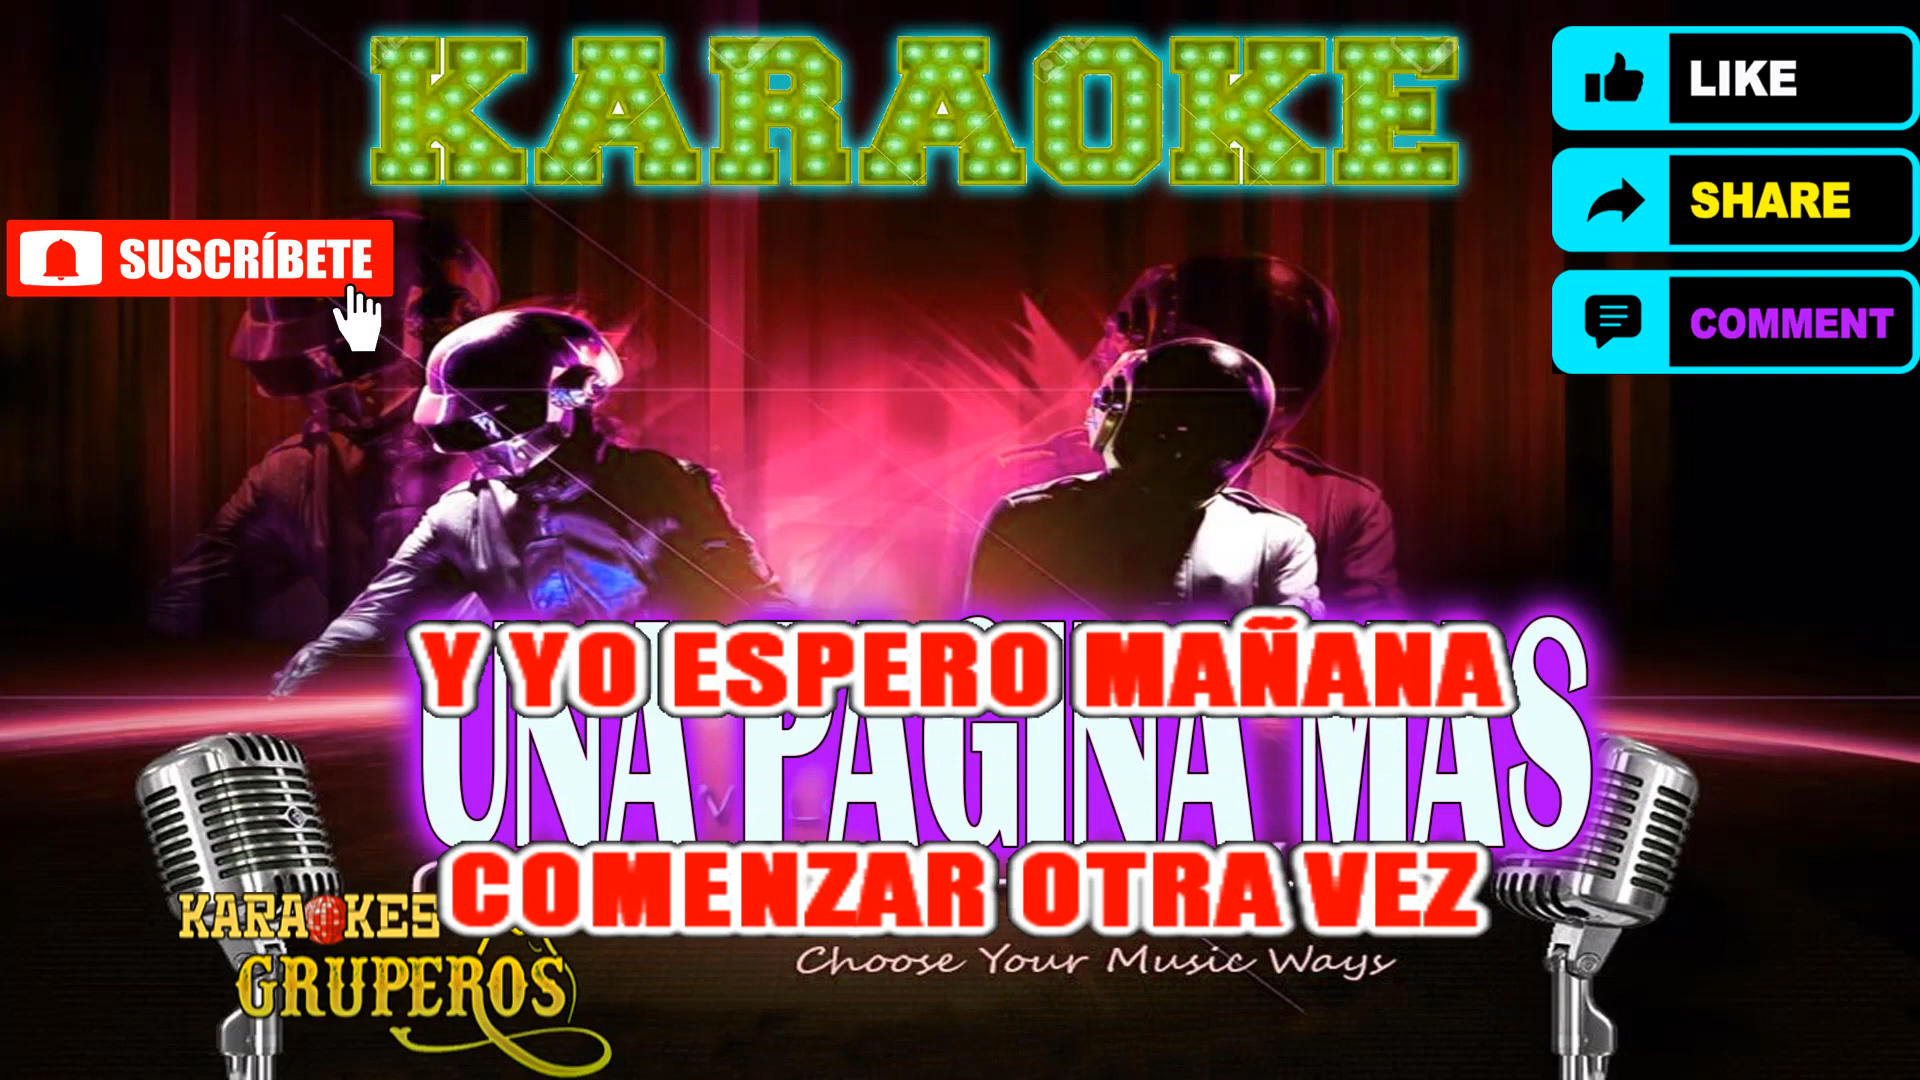 KARAOKE
LIKE
SHARE
COMMENT
SUSCRÍBETE
Y YO ESPERO MAÑANA
UNA PAGINA MAS
COMENZAR OTRA VEZ
KARAOKES
GRUPEROS
Choose Your Music Ways